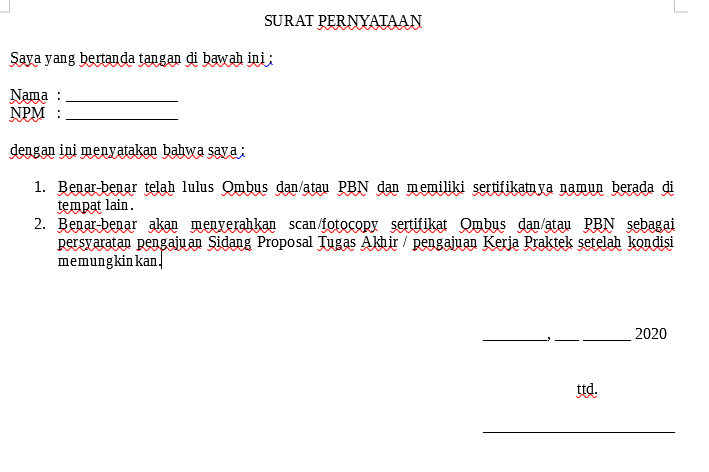 SURAT PERNYATAAN
Saya yang bertanda tangan di bawah ini ;
Nama : ______________
NPM : ______________
dengan ini menyatakan bahwa saya ;
1. Benar-benar telah lulus Ombus dan/atau PBN dan memiliki sertifikatnya namun berada di
tempat lain.
2. Benar-benar akan menyerahkan scan/fotocopy sertifikat Ombus dan/atau PBN sebagai
persyaratan pengajuan Sidang Proposal Tugas Akhir / pengajuan Kerja Praktek setelah kondisi
memungkinkan.
________, ___ ______ 2020
ttd.
________________________